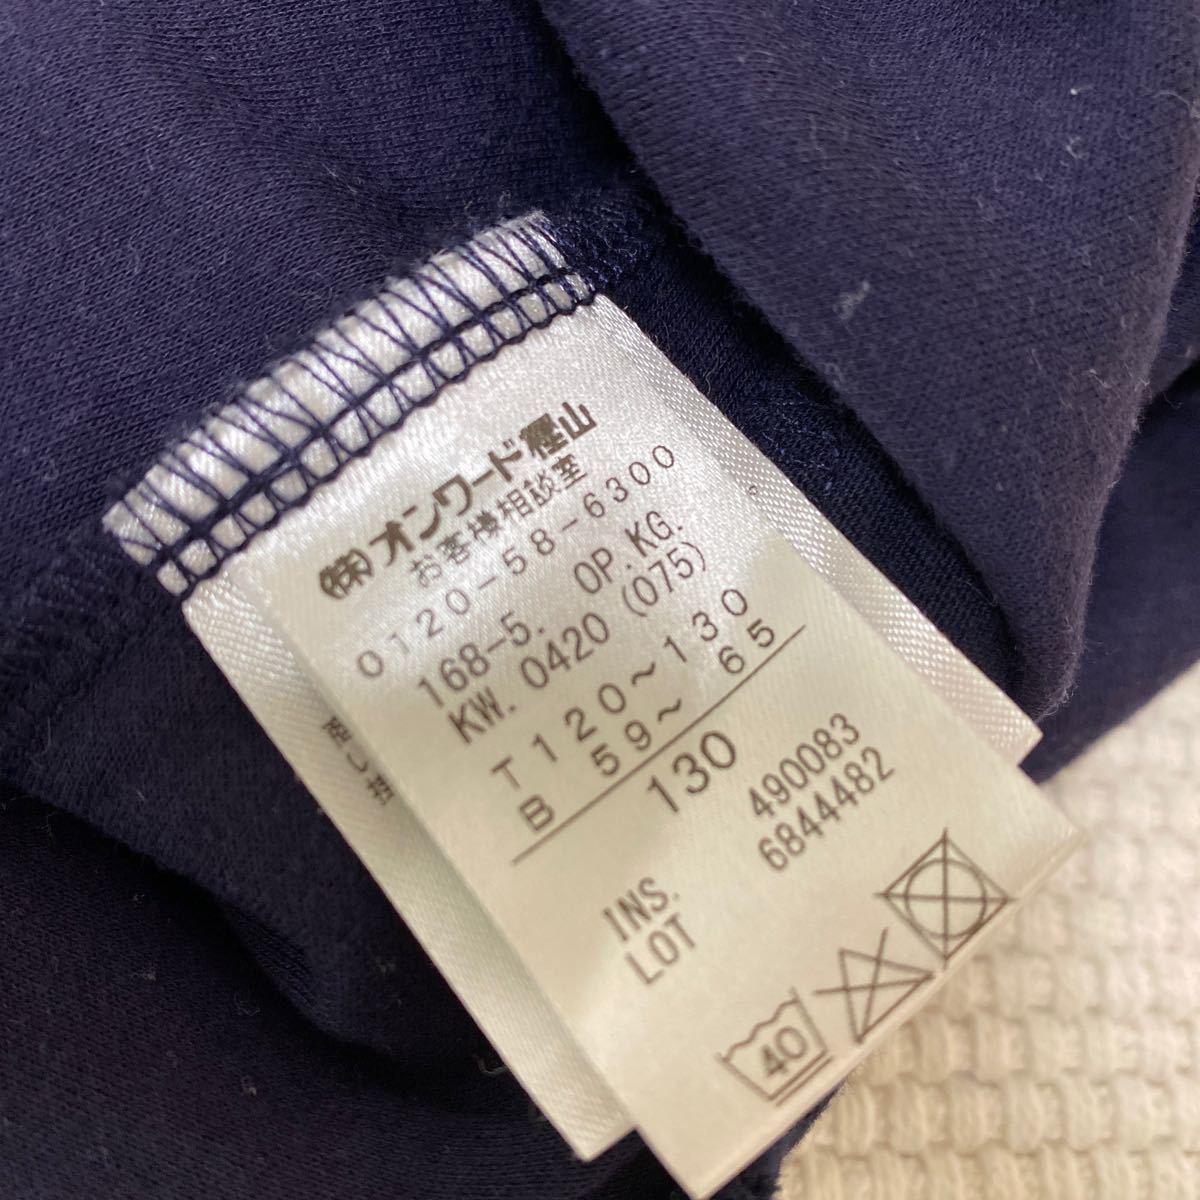 ㈱オンワード樫山
お客様相談室
0120-58-6300
168-5. OP.KG.
KW. 0420 (075)
T120~130
B 59~65
130
INS. 490083
LOT 6844482
40